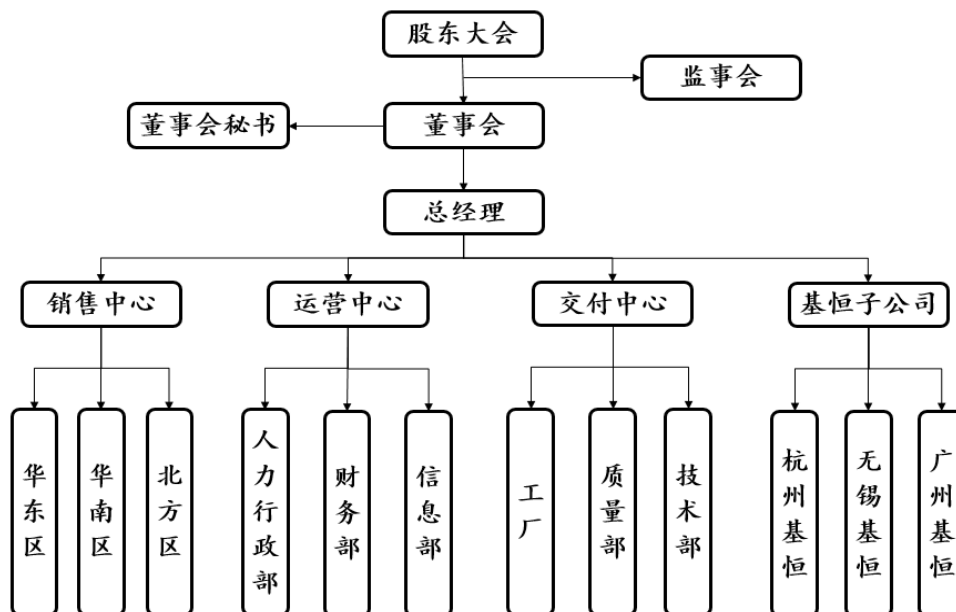 股东大会
监事会
董事会秘书
董事会
总经理
销售中心
运营中心
交付中心
基恒子公司
华东区
华南区
北方区
人力行政部
财务部
信息部
工厂
质量部
技术部
杭州基恒
无锡基恒
广州基恒